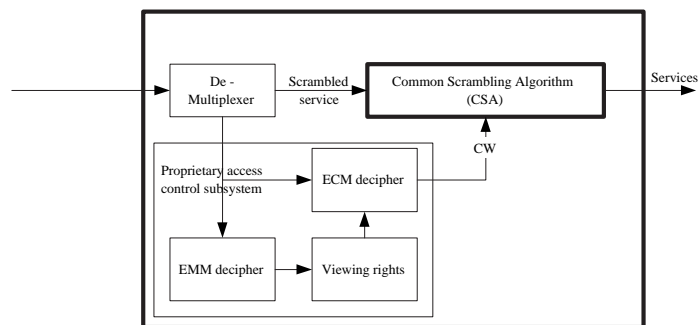 De -
Multiplexer
Scrambled
service
Common Scrambling Algorithm
(CSA)
Services
CW
Proprietary access
control subsystem
ECM decipher
EMM decipher
Viewing rights